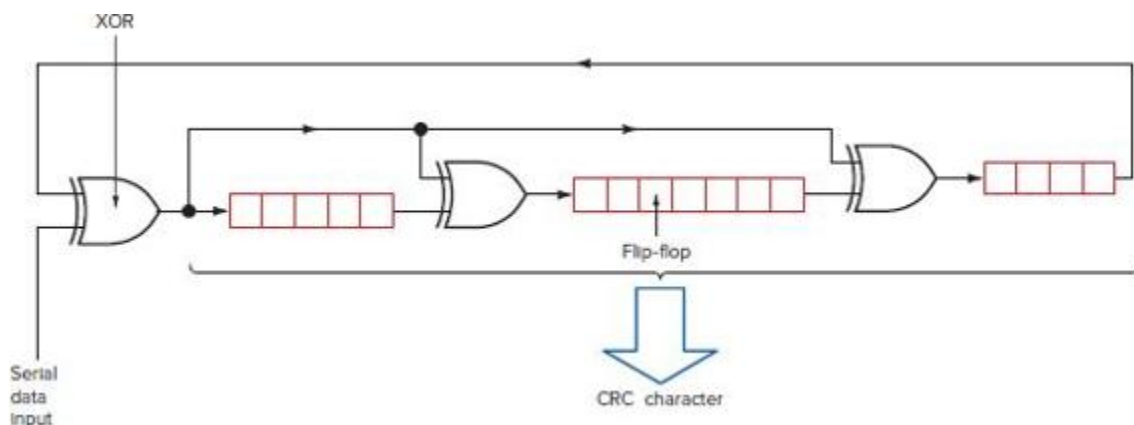 XOR
Flip-flop
Serial
data
input
CRC character